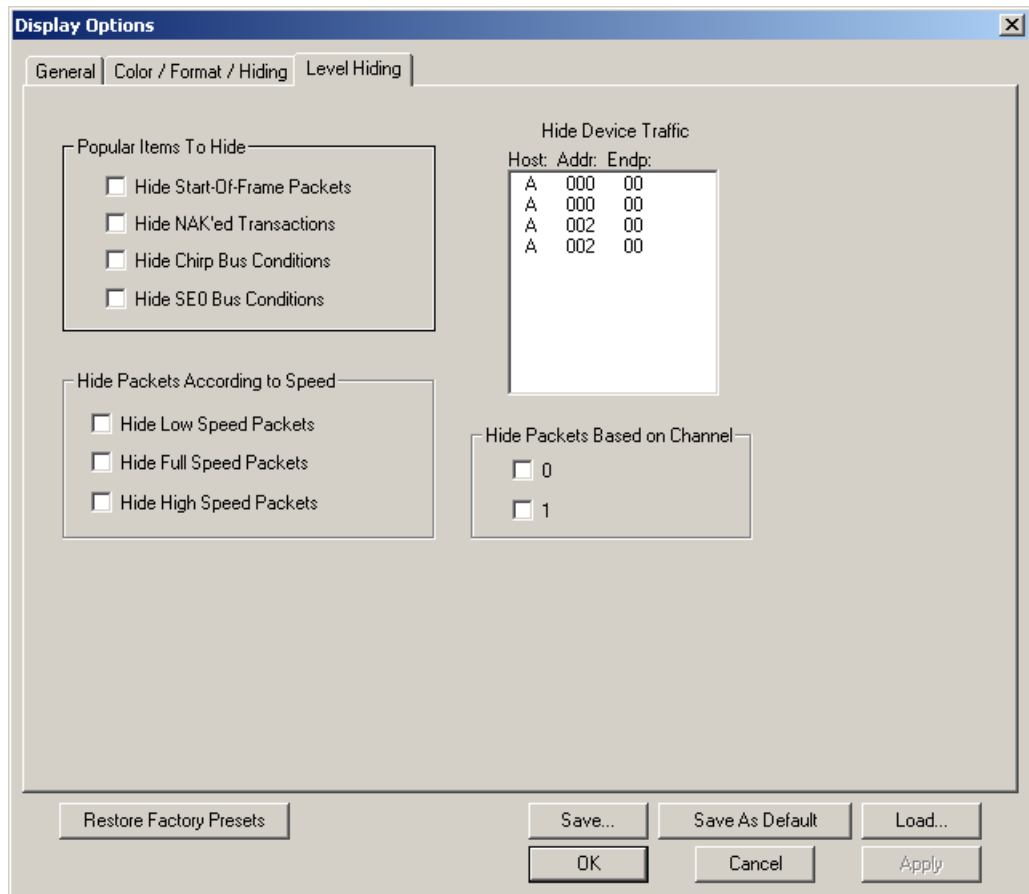 Display Options
General
Color / Format / Hiding
Level Hiding
Popular Items To Hide
Hide Start-Of-Frame Packets
Hide NAK'ed Transactions
Hide Chirp Bus Conditions
Hide SE0 Bus Conditions
Hide Device Traffic
Host: Addr: Endp:
A 000 00
A 000 00
A 002 00
A 002 00
Hide Packets According to Speed
Hide Low Speed Packets
Hide Full Speed Packets
Hide High Speed Packets
Hide Packets Based on Channel
0
1
Restore Factory Presets
Save...
Save As Default
Load...
OK
Cancel
Apply